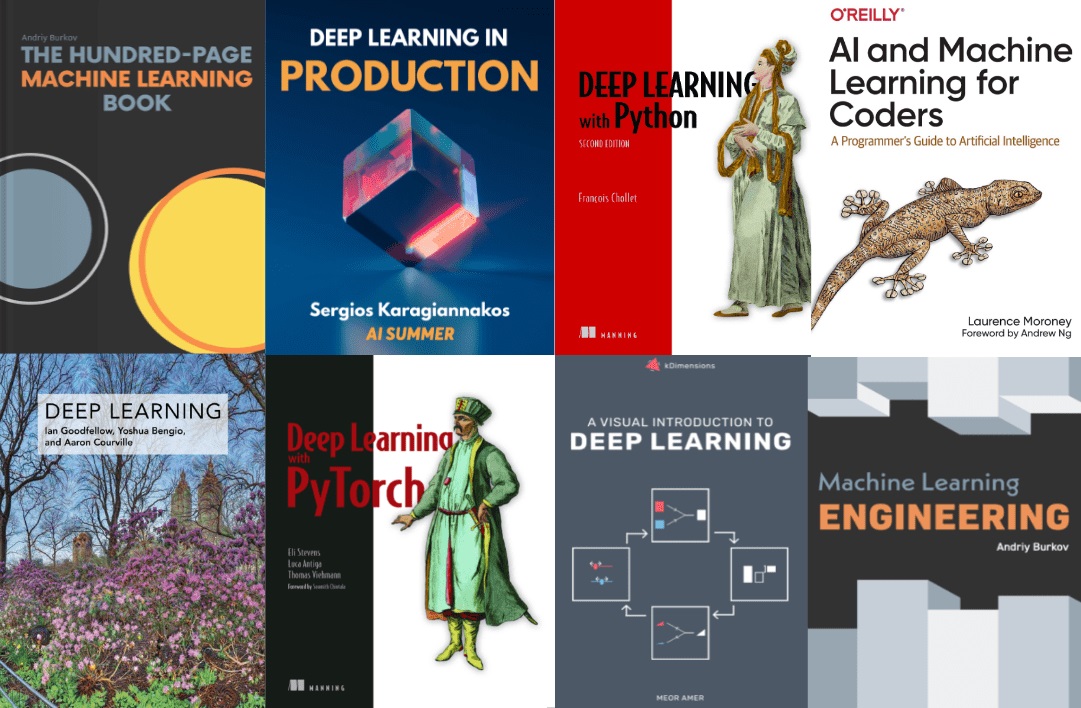 Andriy Burkov
THE HUNDRED-PAGE
MACHINE LEARNING
BOOK
DEEP LEARNING IN
PRODUCTION
Sergios Karagiannakos
AI SUMMER
DEEP LEARNING
with Python
SECOND EDITION
François Chollet
MANNING
O'REILLY®
AI and Machine
Learning for
Coders
A Programmer's Guide to Artificial Intelligence
Laurence Moroney
Foreword by Andrew Ng
DEEP LEARNING
Ian Goodfellow, Yoshua Bengio,
and Aaron Courville
Deep Learning
with
PyTorch
Eli Stevens
Luca Antiga
Thomas Viehmann
Foreword by Soumith Chintala
MANNING
kDimensions
A VISUAL INTRODUCTION TO
DEEP LEARNING
MEOR AMER
Machine Learning
ENGINEERING
Andriy Burkov